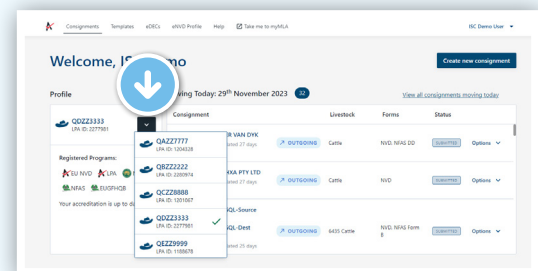 Consignments Templates eDECs eNVD Profile Help Take me to myMLA ISC Demo User
Welcome, IS mo
Create new consignment
Profile
ving Today: 29th November 2023 32
View all consignments moving today
Consignment Livestock Forms Status
QDZZ3333
LPA ID: 2277981
QAZZ7777
LPA ID: 1204328
R VAN DYK
ated 27 days
OUTGOING Cattle NVD, NFAS DD SUBMITTED Options
Registered Programs:
EU NVD LPA
NFAS EUGFHQB
Your accreditation is up to da
QBZZ2222
LPA ID: 2260974
HXA PTY LTD
ated 27 days
OUTGOING Cattle NVD SUBMITTED Options
QCZZ8888
LPA ID: 1201067
QDZZ3333
LPA ID: 2277981
SQL-Source
SQL-Dest
OUTGOING 6435 Cattle NVD, NFAS Form B SUBMITTED Options
QEZZ9999
LPA ID: 1188678
ated 25 days